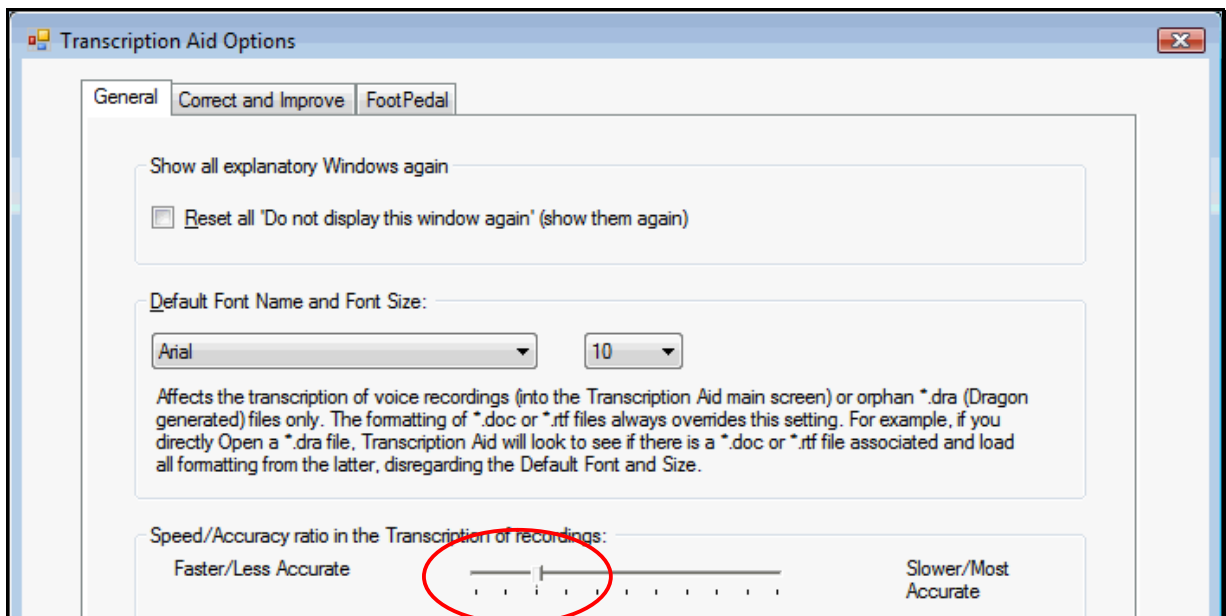 Transcription Aid Options
General Correct and Improve FootPedal
Show all explanatory Windows again
Reset all 'Do not display this window again' (show them again)
Default Font Name and Font Size:
Arial 10
Affects the transcription of voice recordings (into the Transcription Aid main screen) or orphan *.dra (Dragon
generated) files only. The formatting of *.doc or *.rtf files always overrides this setting. For example, if you
directly Open a *.dra file, Transcription Aid will look to see if there is a *.doc or *.rtf file associated and load
all formatting from the latter, disregarding the Default Font and Size.
Speed/Accuracy ratio in the Transcription of recordings:
Faster/Less Accurate Slower/Most
Accurate